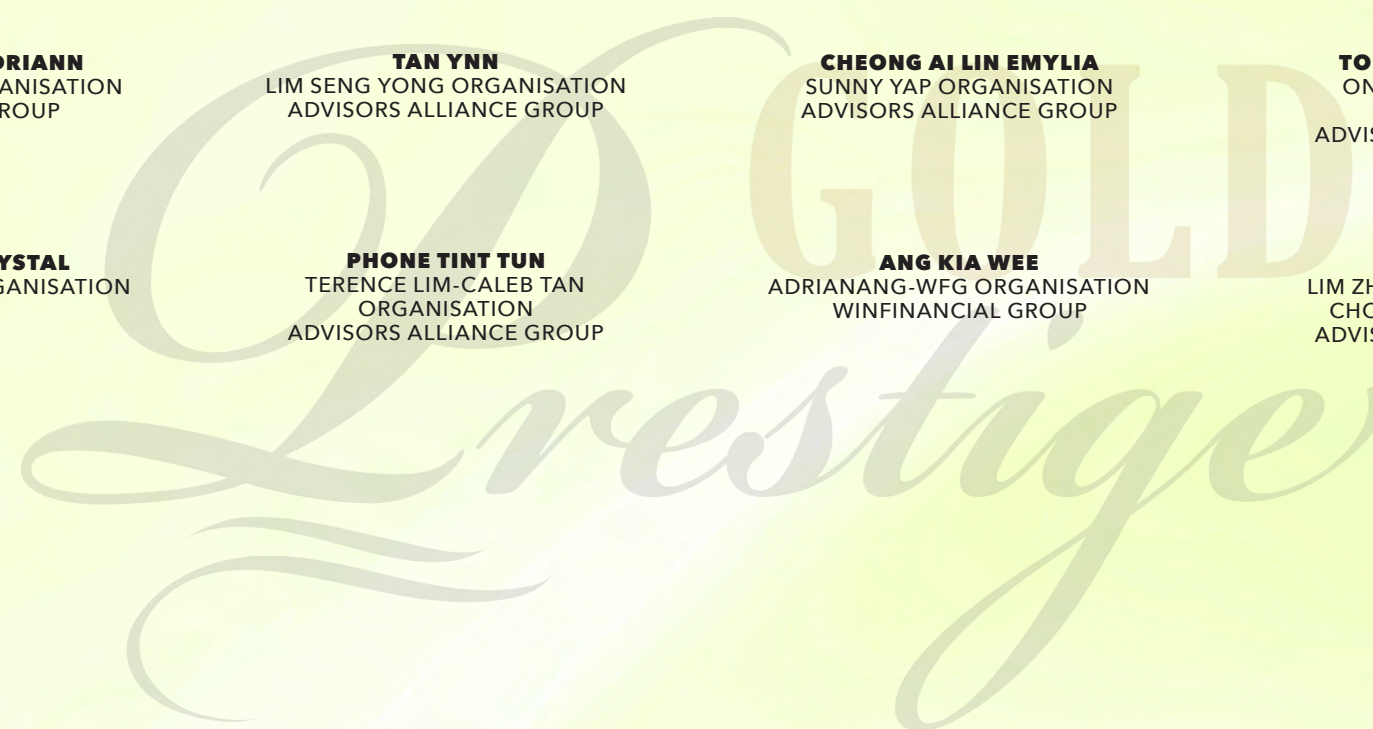 TAN YNN
LIM SENG YONG ORGANISATION
ADVISORS ALLIANCE GROUP
CHEONG AI LIN EMYLIA
SUNNY YAP ORGANISATION
ADVISORS ALLIANCE GROUP
PHONE TINT TUN
TERENCE LIM-CALEB TAN
ORGANISATION
ADVISORS ALLIANCE GROUP
ANG KIA WEE
ADRIANANG-WFG ORGANISATION
WINFINANCIAL GROUP
LIM
GOLD
Prestige